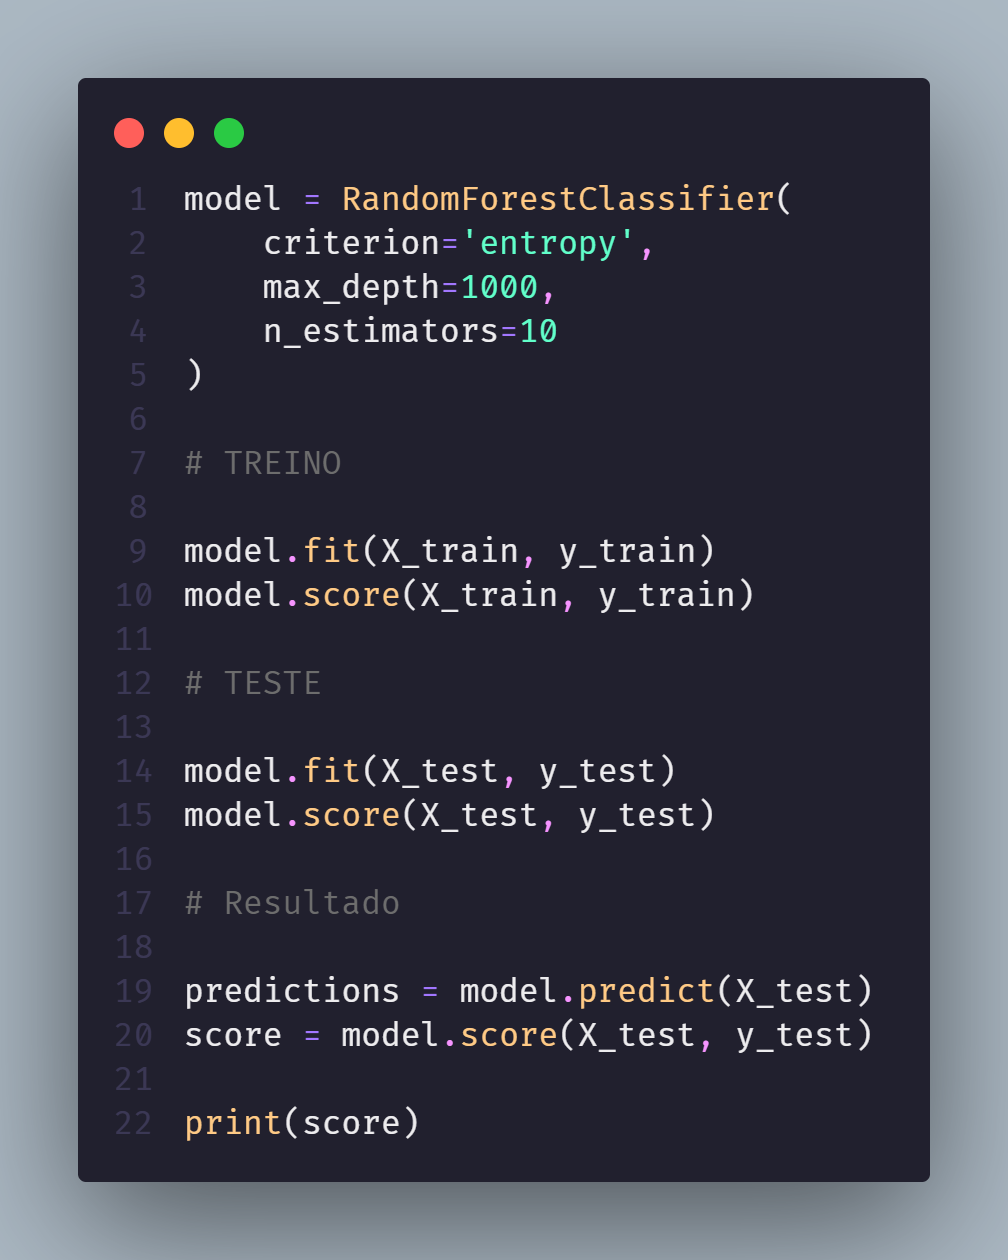 1 model = RandomForestClassifier(
2     criterion='entropy',
3     max_depth=1000,
4     n_estimators=10
5 )
6
7 # TREINO
8
9 model.fit(X_train, y_train)
10 model.score(X_train, y_train)
11
12 # TESTE
13
14 model.fit(X_test, y_test)
15 model.score(X_test, y_test)
16
17 # Resultado
18
19 predictions = model.predict(X_test)
20 score = model.score(X_test, y_test)
21
22 print(score)